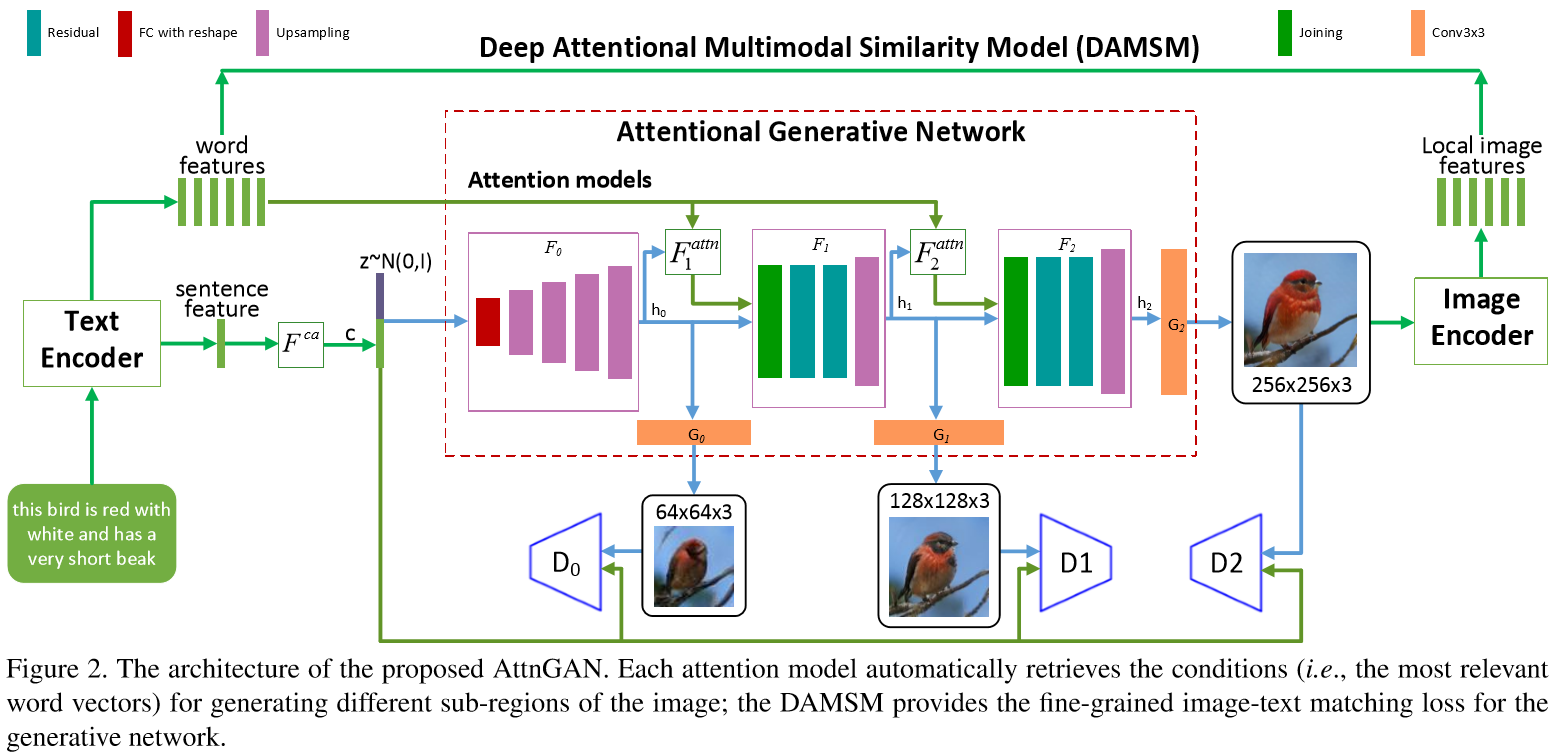 Residual
FC with reshape
Upsampling
Joining
Conv3x3
Deep Attentional Multimodal Similarity Model (DAMSM)
Attentional Generative Network
word
features
Local image
features
Attention models
F₀
F₁^attn
F₁
F₂^attn
F₂
z~N(0,I)
sentence
feature
Text
Encoder
F^ca
c
h₀
h₁
h₂
G₂
256x256x3
Image
Encoder
G₀
G₁
this bird is red with
white and has a
very short beak
64x64x3
128x128x3
D₀
D1
D2
Figure 2. The architecture of the proposed AttnGAN. Each attention model automatically retrieves the conditions (i.e., the most relevant
word vectors) for generating different sub-regions of the image; the DAMSM provides the fine-grained image-text matching loss for the
generative network.